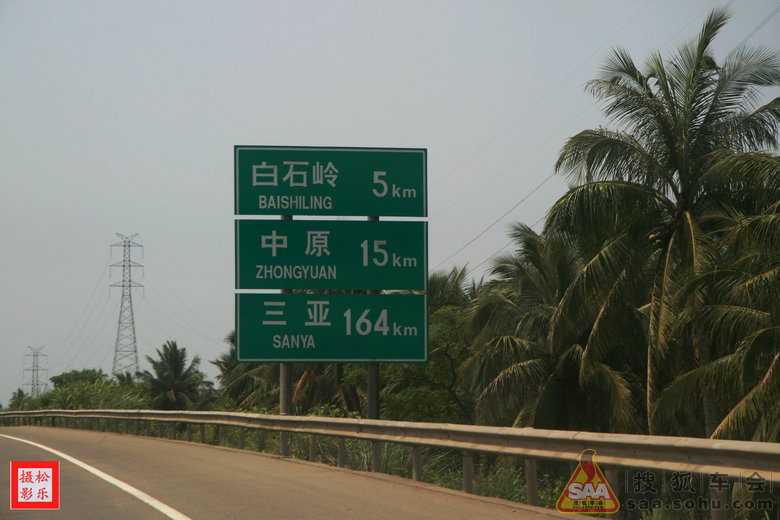 白石岭 5km
BAISHILING
中原 15km
ZHONGYUAN
三亚 164km
SANYA
摄松
影乐
SAA
搜狐车会
saa.sohu.com